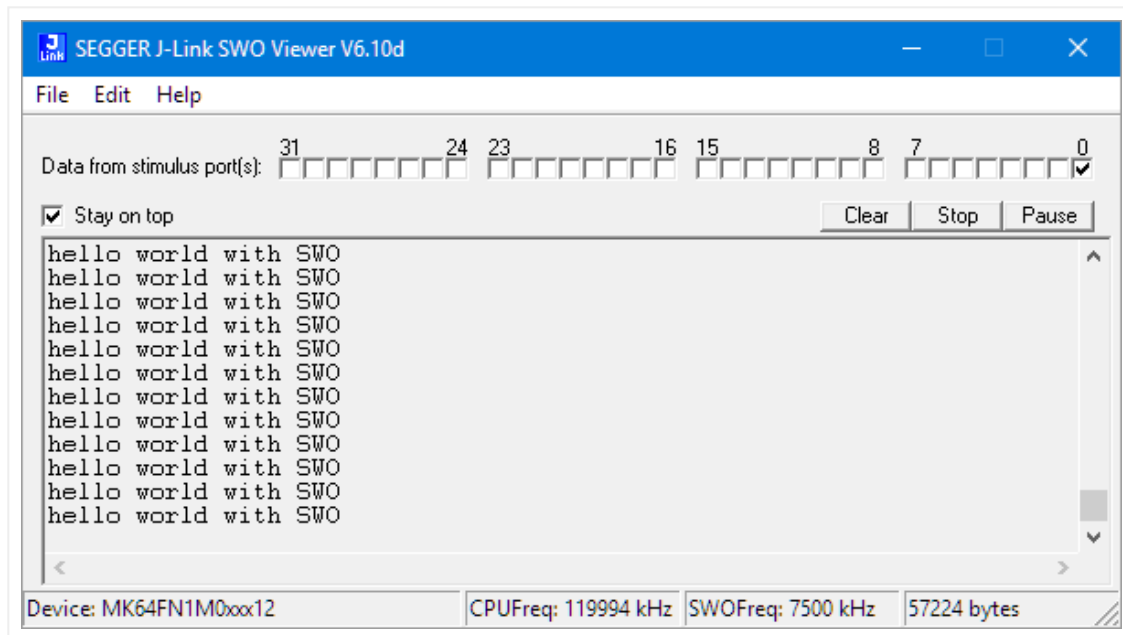 J Link SEGGER J-Link SWO Viewer V6.10d
File Edit Help
31 24 23 16 15 8 7 0
Data from stimulus port(s):
Stay on top Clear Stop Pause
hello world with SWO
hello world with SWO
hello world with SWO
hello world with SWO
hello world with SWO
hello world with SWO
hello world with SWO
hello world with SWO
hello world with SWO
hello world with SWO
hello world with SWO
hello world with SWO
Device: MK64FN1M0xxx12 CPUFreq: 119994 kHz SWOFreq: 7500 kHz 57224 bytes